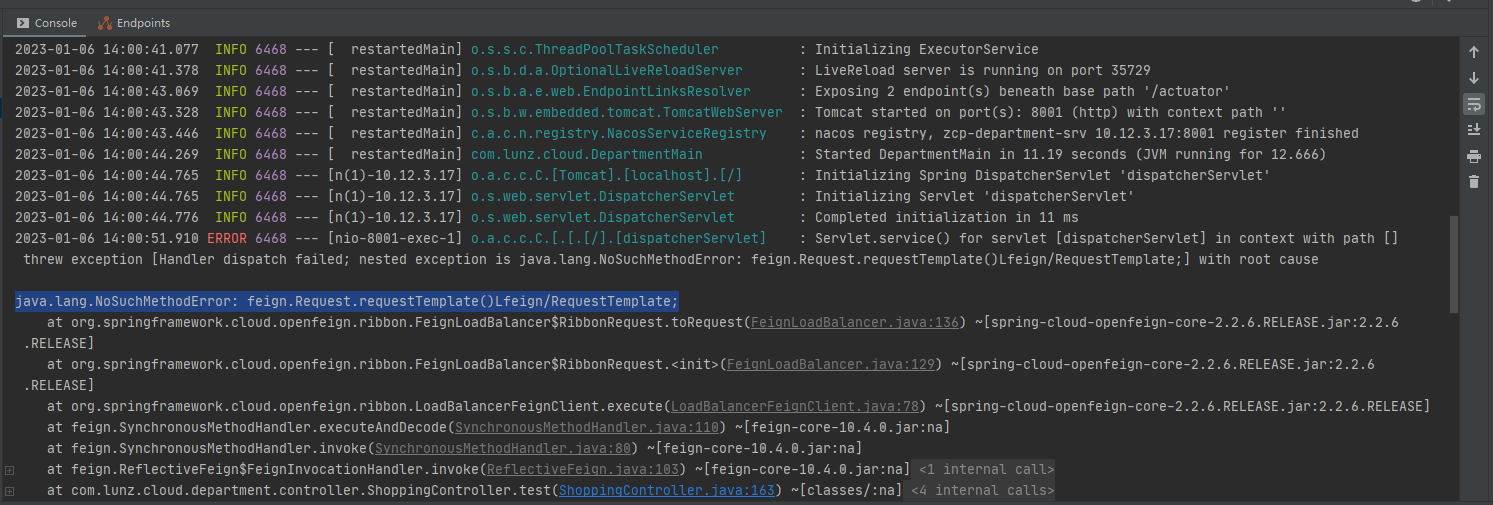 Console Endpoints
2023-01-06 14:00:41.077  INFO 6468 --- [  restartedMain] o.s.s.c.ThreadPoolTaskScheduler          : Initializing ExecutorService
2023-01-06 14:00:41.378  INFO 6468 --- [  restartedMain] o.s.b.d.a.OptionalLiveReloadServer       : LiveReload server is running on port 35729
2023-01-06 14:00:43.069  INFO 6468 --- [  restartedMain] o.s.b.a.e.web.EndpointLinksResolver      : Exposing 2 endpoint(s) beneath base path '/actuator'
2023-01-06 14:00:43.328  INFO 6468 --- [  restartedMain] o.s.b.w.embedded.tomcat.TomcatWebServer  : Tomcat started on port(s): 8001 (http) with context path ''
2023-01-06 14:00:43.446  INFO 6468 --- [  restartedMain] c.a.c.n.registry.NacosServiceRegistry    : nacos registry, zcp-department-srv 10.12.3.17:8001 register finished
2023-01-06 14:00:44.269  INFO 6468 --- [  restartedMain] com.lunz.cloud.DepartmentMain            : Started DepartmentMain in 11.19 seconds (JVM running for 12.666)
2023-01-06 14:00:44.765  INFO 6468 --- [n(1)-10.12.3.17] o.a.c.c.C.[Tomcat].[localhost].[/]       : Initializing Spring DispatcherServlet 'dispatcherServlet'
2023-01-06 14:00:44.765  INFO 6468 --- [n(1)-10.12.3.17] o.s.web.servlet.DispatcherServlet        : Initializing Servlet 'dispatcherServlet'
2023-01-06 14:00:44.776  INFO 6468 --- [n(1)-10.12.3.17] o.s.web.servlet.DispatcherServlet        : Completed initialization in 11 ms
2023-01-06 14:00:51.910 ERROR 6468 --- [nio-8001-exec-1] o.a.c.c.C.[.[.[/].[dispatcherServlet]    : Servlet.service() for servlet [dispatcherServlet] in context with path []
threw exception [Handler dispatch failed; nested exception is java.lang.NoSuchMethodError: feign.Request.requestTemplate()Lfeign/RequestTemplate;] with root cause
java.lang.NoSuchMethodError: feign.Request.requestTemplate()Lfeign/RequestTemplate;
at org.springframework.cloud.openfeign.ribbon.FeignLoadBalancer$RibbonRequest.toRequest(FeignLoadBalancer.java:136) ~[spring-cloud-openfeign-core-2.2.6.RELEASE.jar:2.2.6
.RELEASE]
at org.springframework.cloud.openfeign.ribbon.FeignLoadBalancer$RibbonRequest.<init>(FeignLoadBalancer.java:129) ~[spring-cloud-openfeign-core-2.2.6.RELEASE.jar:2.2.6
.RELEASE]
at org.springframework.cloud.openfeign.ribbon.LoadBalancerFeignClient.execute(LoadBalancerFeignClient.java:78) ~[spring-cloud-openfeign-core-2.2.6.RELEASE.jar:2.2.6.RELEASE]
at feign.SynchronousMethodHandler.executeAndDecode(SynchronousMethodHandler.java:110) ~[feign-core-10.4.0.jar:na]
at feign.SynchronousMethodHandler.invoke(SynchronousMethodHandler.java:80) ~[feign-core-10.4.0.jar:na]
at feign.ReflectiveFeign$FeignInvocationHandler.invoke(ReflectiveFeign.java:103) ~[feign-core-10.4.0.jar:na] <1 internal call>
at com.lunz.cloud.department.controller.ShoppingController.test(ShoppingController.java:163) ~[classes/:na] <4 internal calls>